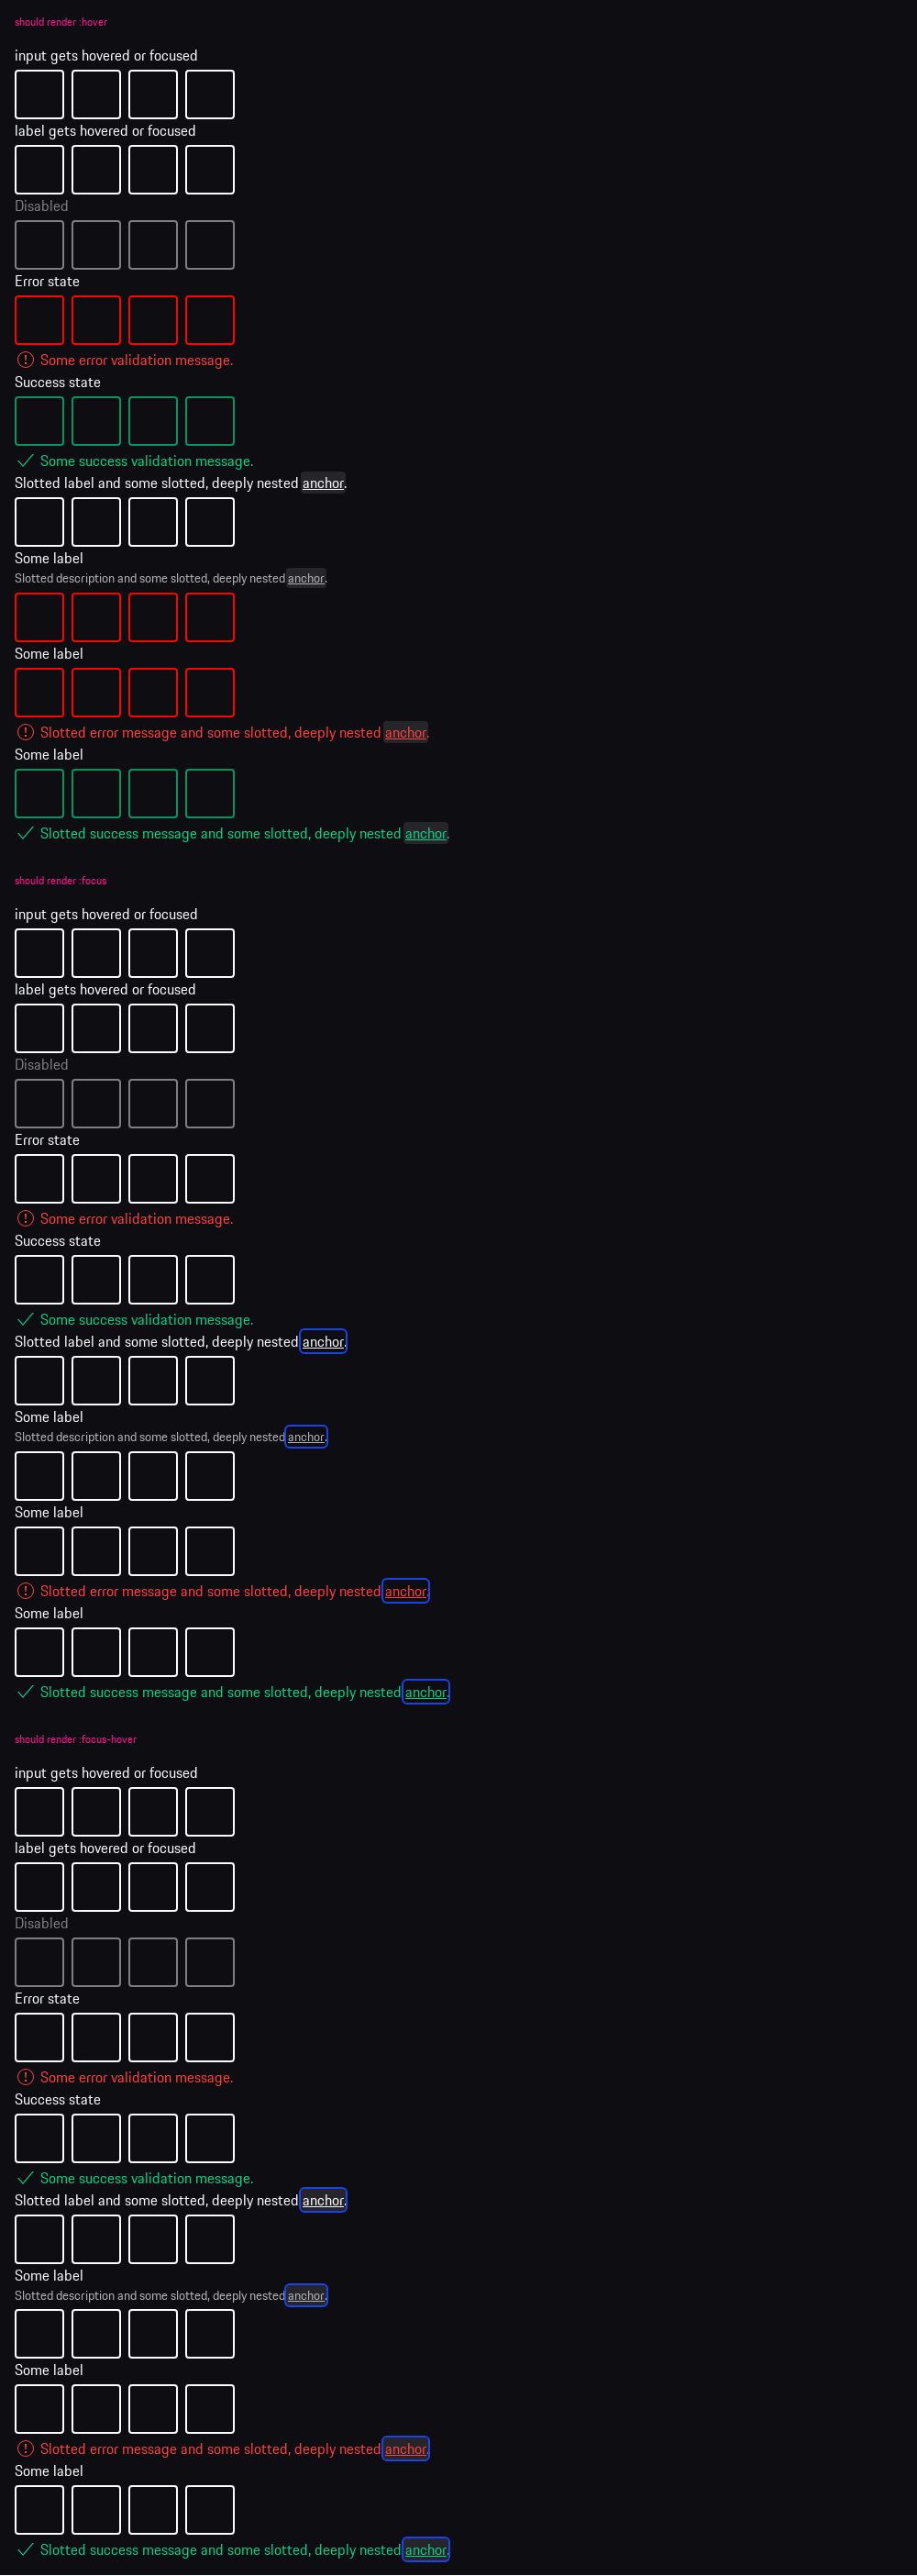 should render :hover
input gets hovered or focused
label gets hovered or focused
Disabled
Error state
Some error validation message.
Success state
Some success validation message.
Slotted label and some slotted, deeply nested anchor.
Some label
Slotted description and some slotted, deeply nested anchor.
Some label
Slotted error message and some slotted, deeply nested anchor.
Some label
Slotted success message and some slotted, deeply nested anchor.
should render :focus
input gets hovered or focused
label gets hovered or focused
Disabled
Error state
Some error validation message.
Success state
Some success validation message.
Slotted label and some slotted, deeply nested anchor.
Some label
Slotted description and some slotted, deeply nested anchor.
Some label
Slotted error message and some slotted, deeply nested anchor.
Some label
Slotted success message and some slotted, deeply nested anchor.
should render :focus-hover
input gets hovered or focused
label gets hovered or focused
Disabled
Error state
Some error validation message.
Success state
Some success validation message.
Slotted label and some slotted, deeply nested anchor.
Some label
Slotted description and some slotted, deeply nested anchor.
Some label
Slotted error message and some slotted, deeply nested anchor.
Some label
Slotted success message and some slotted, deeply nested anchor.